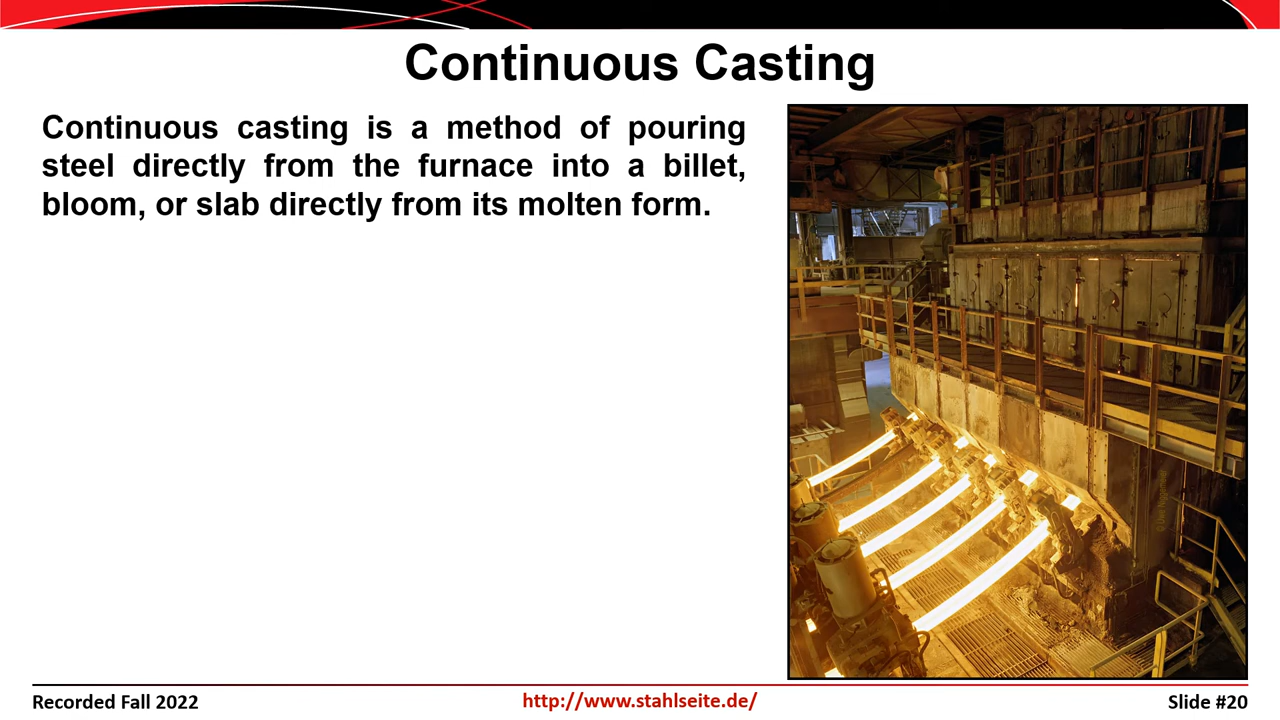 Continuous Casting
Continuous casting is a method of pouring
steel directly from the furnace into a billet,
bloom, or slab directly from its molten form.
Recorded Fall 2022
http://www.stahlseite.de/
Slide #20